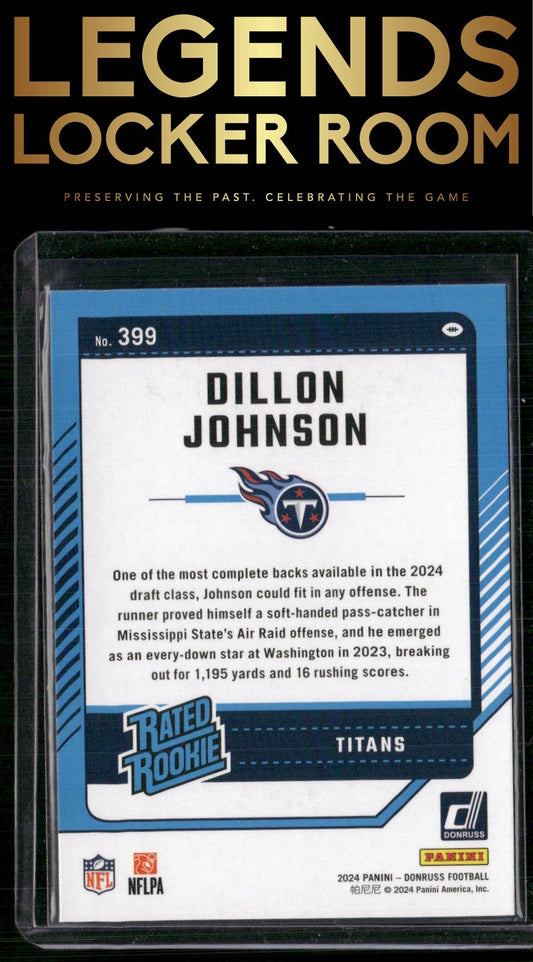 LEGENDS
LOCKER ROOM
PRESERVING THE PAST. CELEBRATING THE GAME
No. 399
DILLON
JOHNSON
T
One of the most complete backs available in the 2024
draft class, Johnson could fit in any offense. The
runner proved himself a soft-handed pass-catcher in
Mississippi State's Air Raid offense, and he emerged
as an every-down star at Washington in 2023, breaking
out for 1,195 yards and 16 rushing scores.
RATED
ROOKIE
TITANS
DONRUSS
PANINI
NFL
NFLPA
2024 PANINI – DONRUSS FOOTBALL
帕尼尼 © 2024 Panini America, Inc.